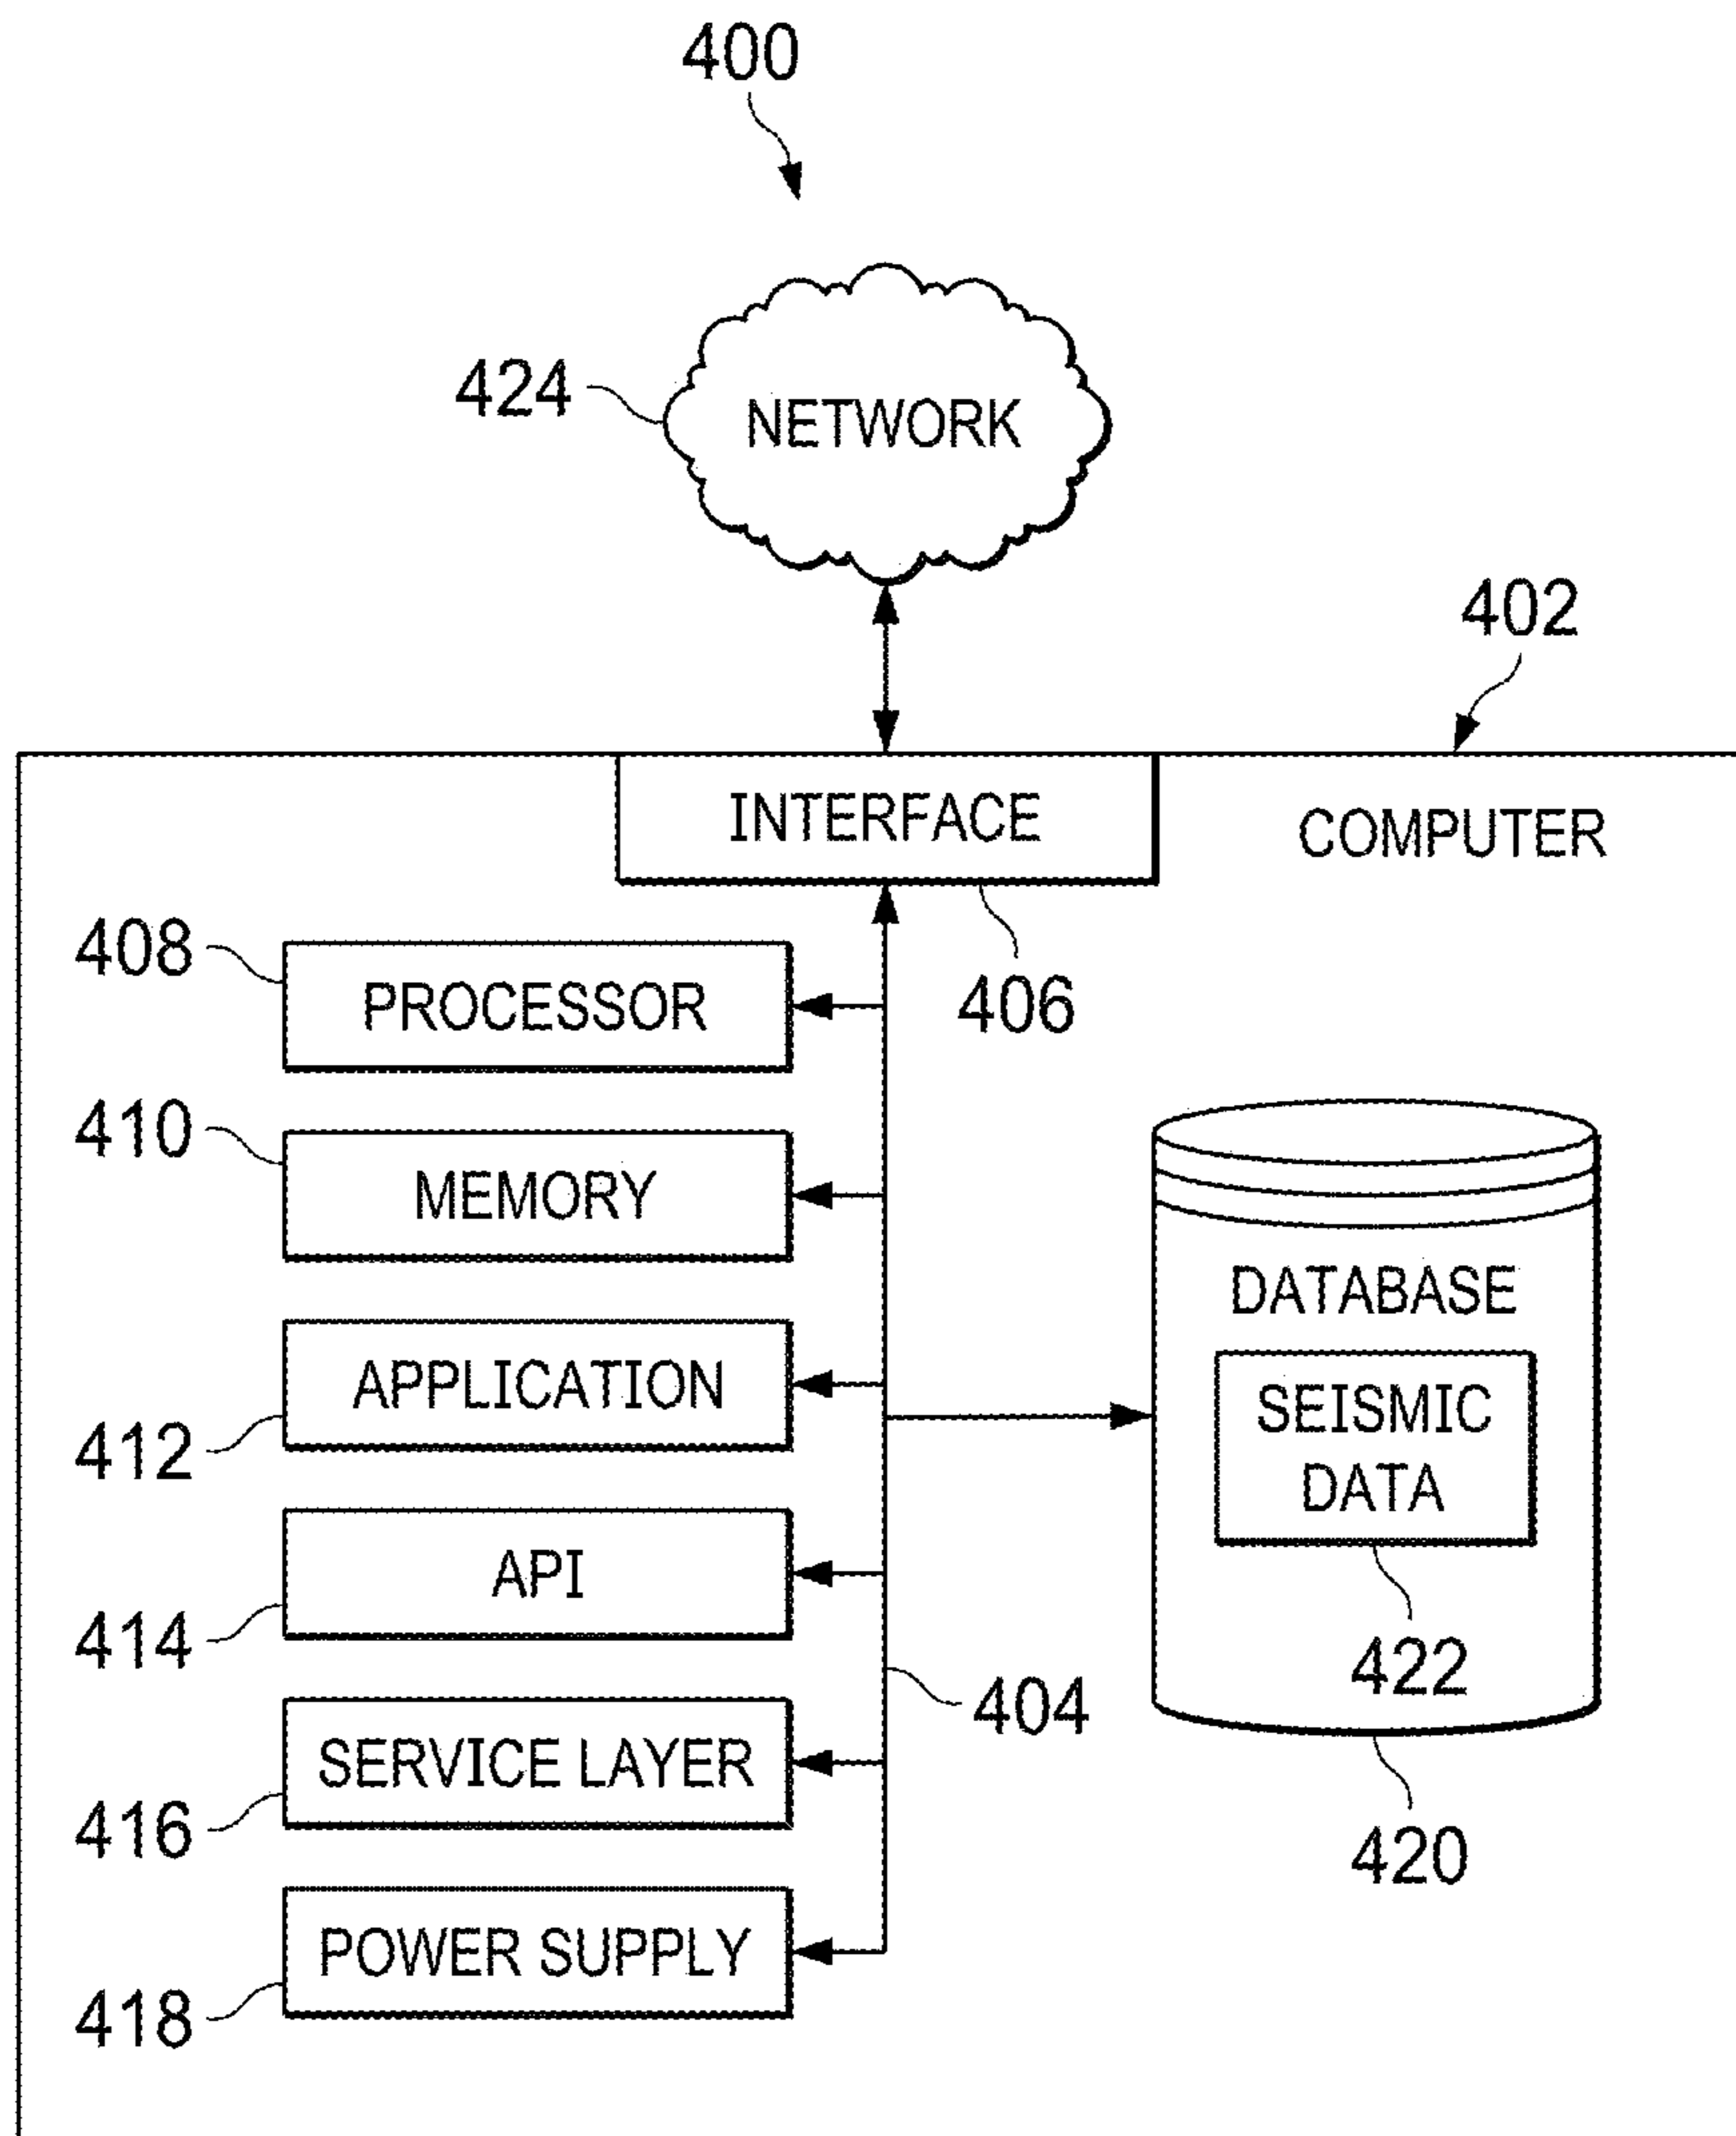 400
424
NETWORK
402
INTERFACE
COMPUTER
408
PROCESSOR
406
410
MEMORY
DATABASE
APPLICATION
412
SEISMIC
DATA
API
414
422
404
SERVICE LAYER
416
420
POWER SUPPLY
418